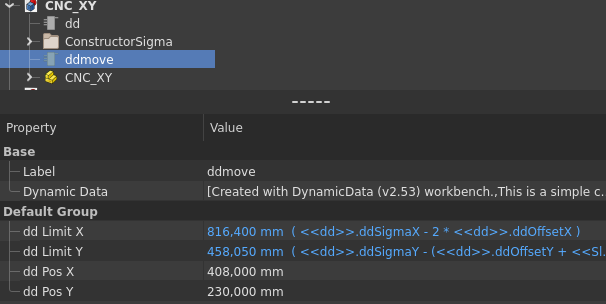 CNC_XY
dd
ConstructorSigma
ddmove
CNC_XY
Property Value
Base
Label ddmove
Dynamic Data [Created with DynamicData (v2.53) workbench.,This is a simple c...
Default Group
dd Limit X 816,400 mm ( <<dd>>.ddSigmaX - 2 * <<dd>>.ddOffsetX )
dd Limit Y 458,050 mm ( <<dd>>.ddSigmaY - (<<dd>>.ddOffsetY + <<Sl...
dd Pos X 408,000 mm
dd Pos Y 230,000 mm